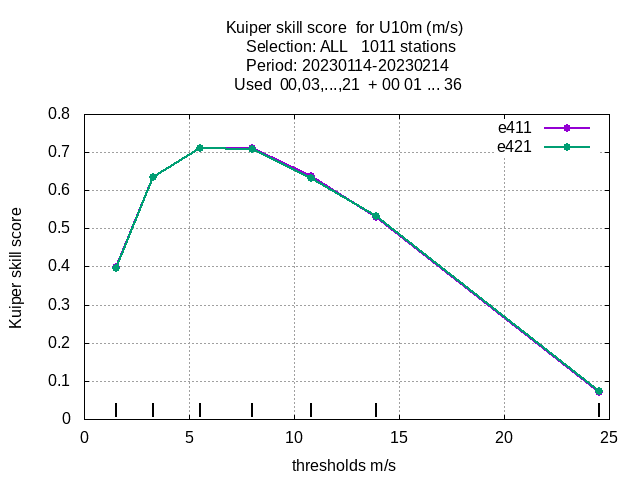 Kuiper skill score  for U10m (m/s)
Selection: ALL   1011 stations
Period: 20230114-20230214
Used  00,03,...,21  + 00 01 ... 36
e411
e421
0.8
0.7
0.6
0.5
0.4
0.3
0.2
0.1
0
Kuiper skill score
0 5 10 15 20 25
thresholds m/s